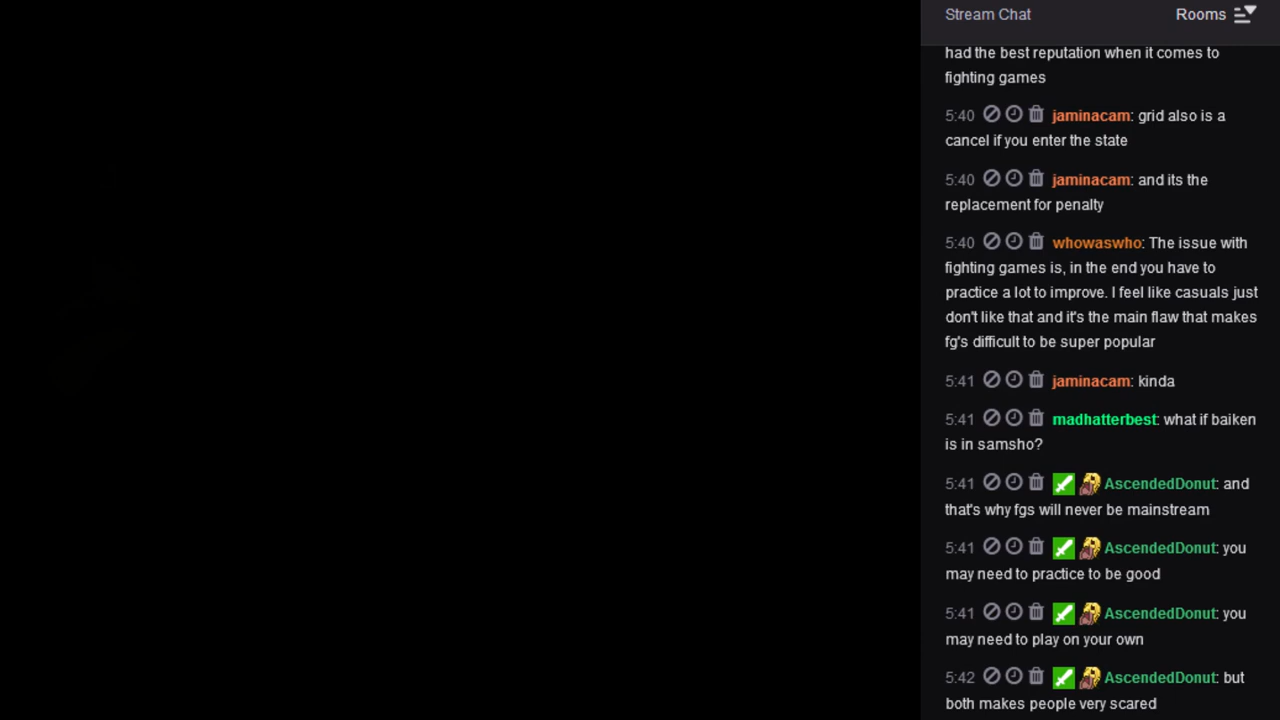 Stream Chat Rooms
had the best reputation when it comes to
fighting games
5:40 jaminacam: grid also is a
cancel if you enter the state
5:40 jaminacam: and its the
replacement for penalty
5:40 whowaswho: The issue with
fighting games is, in the end you have to
practice a lot to improve. I feel like casuals just
don't like that and it's the main flaw that makes
fg's difficult to be super popular
5:41 jaminacam: kinda
5:41 madhatterbest: what if baiken
is in samsho?
5:41 AscendedDonut: and
that's why fgs will never be mainstream
5:41 AscendedDonut: you
may need to practice to be good
5:41 AscendedDonut: you
may need to play on your own
5:42 AscendedDonut: but
both makes people very scared